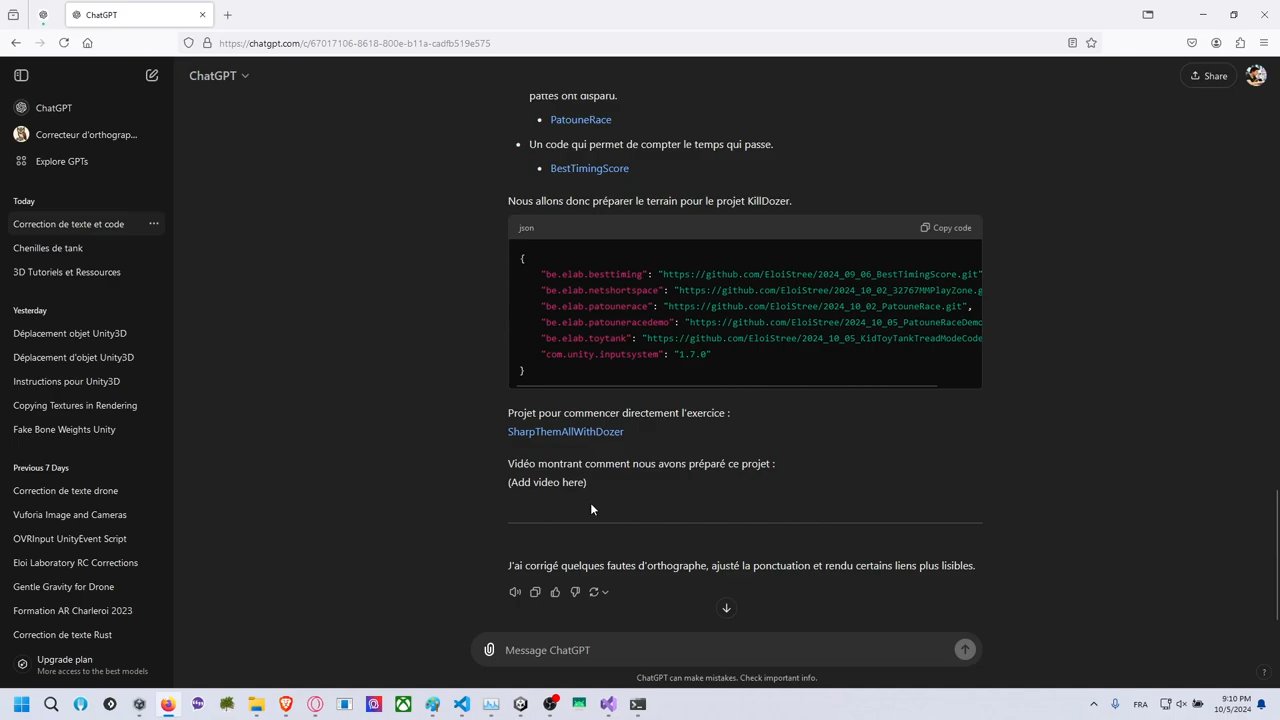 ChatGPT
https://chatgpt.com/c/67017106-8618-800e-b11a-cadfb519e575
ChatGPT
Share
ChatGPT
Correcteur d'orthograp...
Explore GPTs
Today
Correction de texte et code
Chenilles de tank
3D Tutoriels et Ressources
Yesterday
Déplacement objet Unity3D
Déplacement d'objet Unity3D
Instructions pour Unity3D
Copying Textures in Rendering
Fake Bone Weights Unity
Previous 7 Days
Correction de texte drone
Vuforia Image and Cameras
OVRInput UnityEvent Script
Eloi Laboratory RC Corrections
Gentle Gravity for Drone
Formation AR Charleroi 2023
Correction de texte Rust
Upgrade plan
More access to the best models
pattes ont disparu.
PatouneRace
Un code qui permet de compter le temps qui passe.
BestTimingScore
Nous allons donc préparer le terrain pour le projet KillDozer.
json
Copy code
{
"be.elab.besttiming": "https://github.com/EloiStree/2024_09_06_BestTimingScore.git"
"be.elab.netshortspace": "https://github.com/EloiStree/2024_10_02_32767MMPlayZone.g
"be.elab.patounerace": "https://github.com/EloiStree/2024_10_02_PatouneRace.git",
"be.elab.patouneracedemo": "https://github.com/EloiStree/2024_10_05_PatouneRaceDemo
"be.elab.toytank": "https://github.com/EloiStree/2024_10_05_KidToyTankTreadModeCode
"com.unity.inputsystem": "1.7.0"
}
Projet pour commencer directement l'exercice :
SharpThemAllWithDozer
Vidéo montrant comment nous avons préparé ce projet :
(Add video here)
J'ai corrigé quelques fautes d'orthographe, ajusté la ponctuation et rendu certains liens plus lisibles.
Message ChatGPT
ChatGPT can make mistakes. Check important info.
?
FRA
9:10 PM
10/5/2024